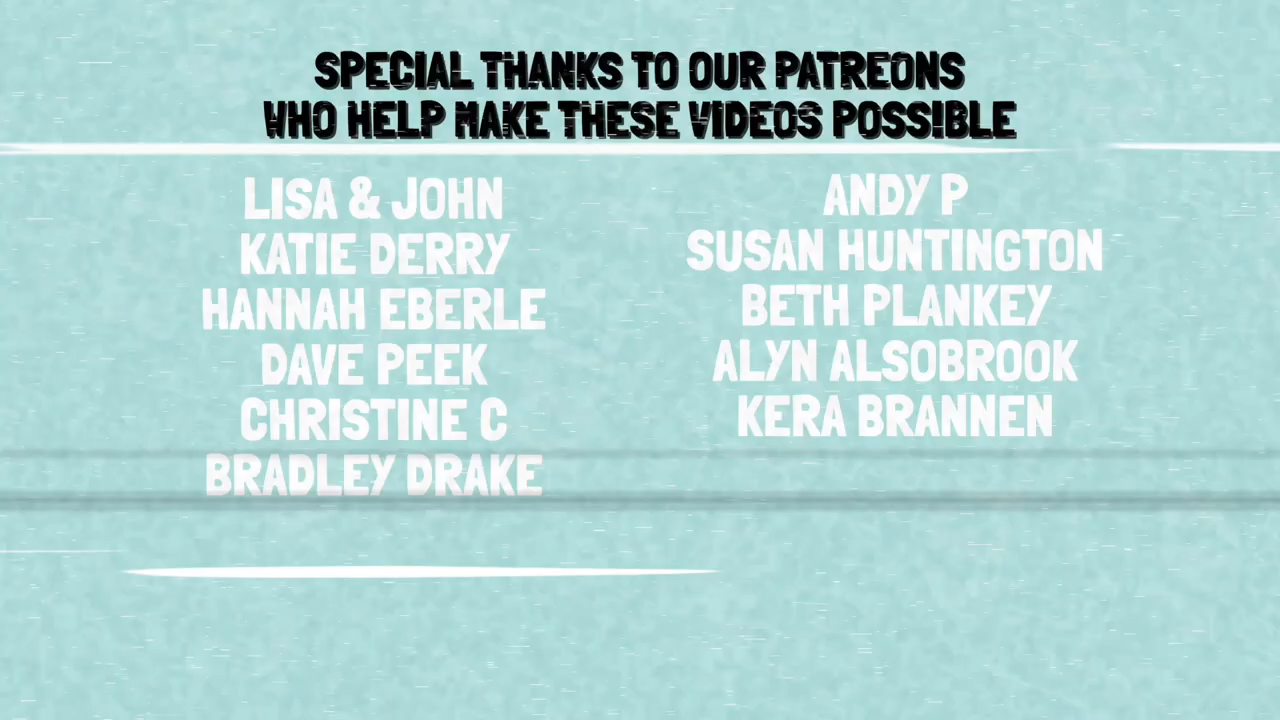 SPECIAL THANKS TO OUR PATREONS
WHO HELP MAKE THESE VIDEOS POSSIBLE
LISA & JOHN
KATIE DERRY
HANNAH EBERLE
DAVE PEEK
CHRISTINE C
BRADLEY DRAKE
ANDY P
SUSAN HUNTINGTON
BETH PLANKEY
ALYN ALSOBROOK
KERA BRANNEN